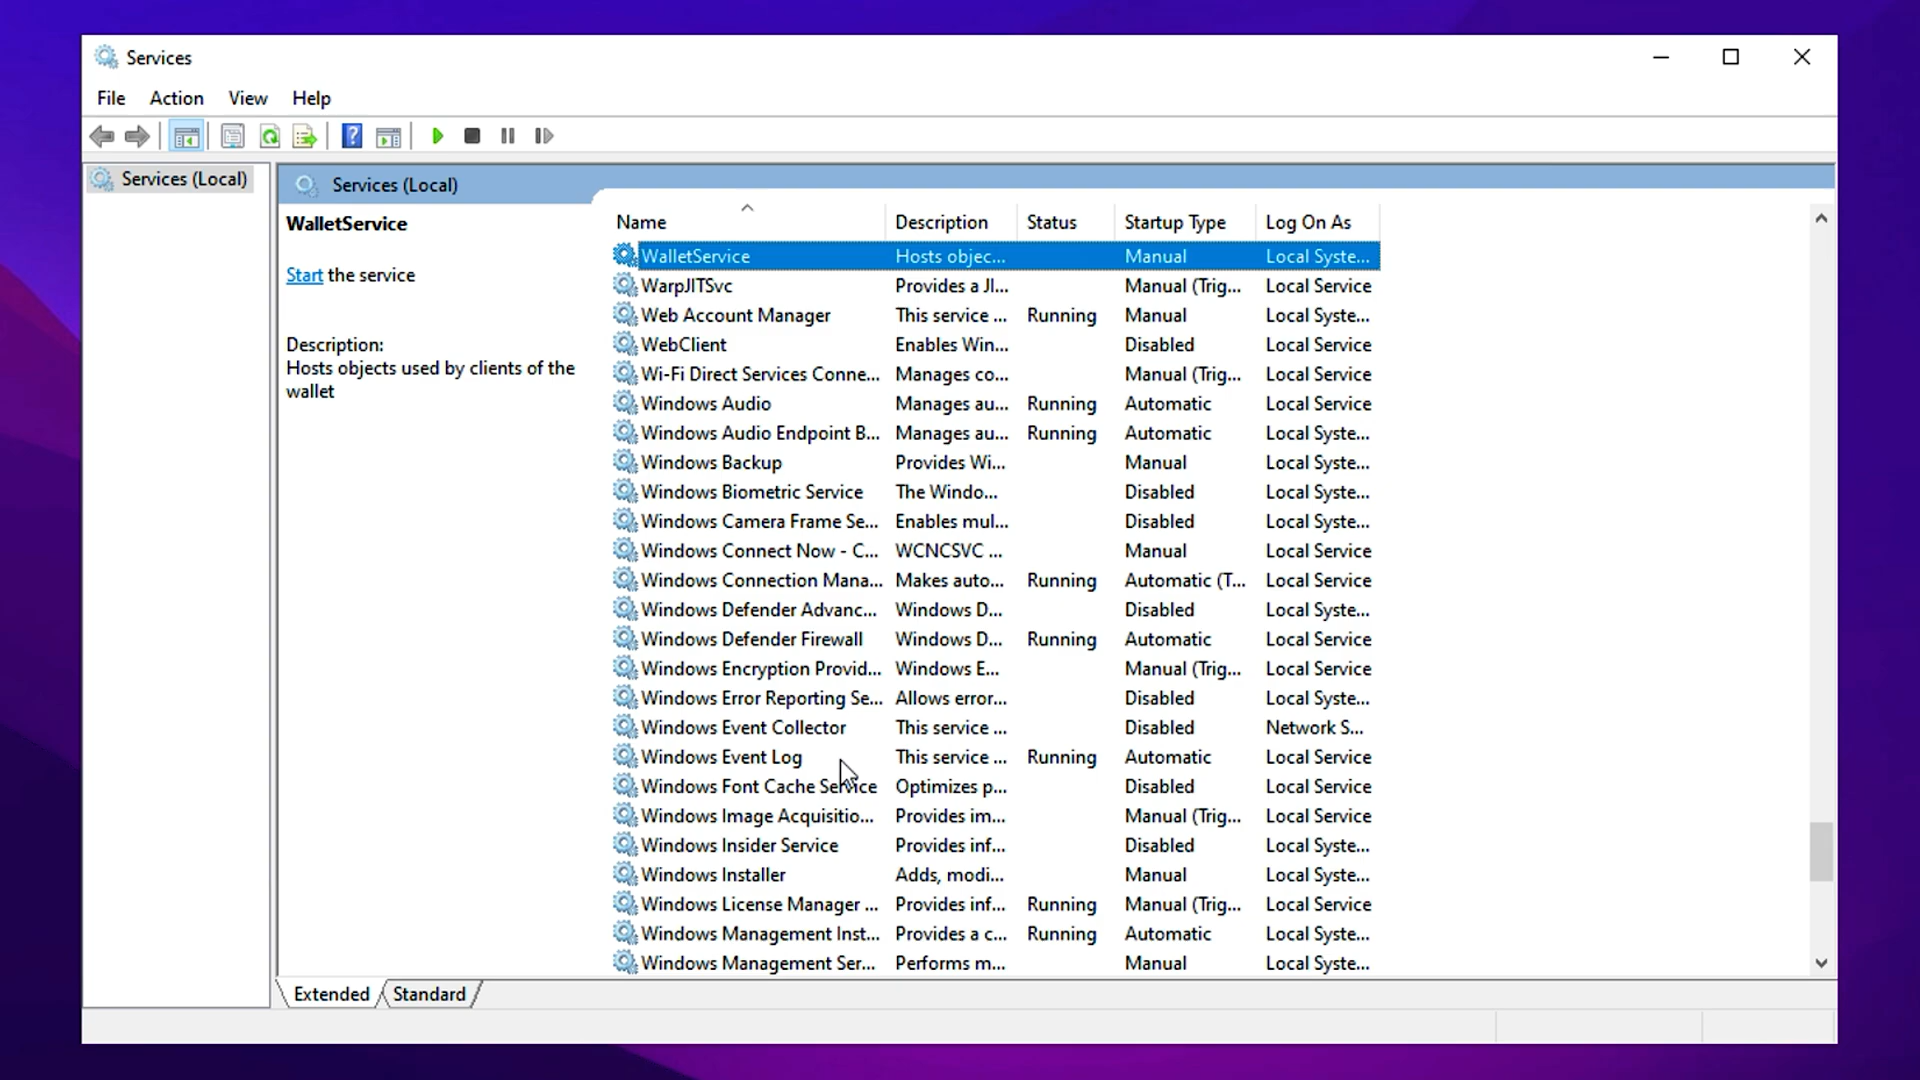 Services
File Action View Help
Services (Local)
Services (Local)
WalletService
Start the service
Description:
Hosts objects used by clients of the
wallet
Name Description Status Startup Type Log On As
WalletService Hosts objec... Manual Local Syste...
WarpJITSvc Provides a JI... Manual (Trig... Local Service
Web Account Manager This service ... Running Manual Local Syste...
WebClient Enables Win... Disabled Local Service
Wi-Fi Direct Services Conne... Manages co... Manual (Trig... Local Service
Windows Audio Manages au... Running Automatic Local Service
Windows Audio Endpoint B... Manages au... Running Automatic Local Syste...
Windows Backup Provides Wi... Manual Local Syste...
Windows Biometric Service The Windo... Disabled Local Syste...
Windows Camera Frame Se... Enables mul... Disabled Local Syste...
Windows Connect Now - C... WCNCSVC ... Manual Local Service
Windows Connection Mana... Makes auto... Running Automatic (T... Local Service
Windows Defender Advanc... Windows D... Disabled Local Syste...
Windows Defender Firewall Windows D... Running Automatic Local Service
Windows Encryption Provid... Windows E... Manual (Trig... Local Service
Windows Error Reporting Se... Allows error... Disabled Local Syste...
Windows Event Collector This service ... Disabled Network S...
Windows Event Log This service ... Running Automatic Local Service
Windows Font Cache Service Optimizes p... Disabled Local Service
Windows Image Acquisitio... Provides im... Manual (Trig... Local Service
Windows Insider Service Provides inf... Disabled Local Syste...
Windows Installer Adds, modi... Manual Local Syste...
Windows License Manager ... Provides inf... Running Manual (Trig... Local Service
Windows Management Inst... Provides a c... Running Automatic Local Syste...
Windows Management Ser... Performs m... Manual Local Syste...
Extended Standard